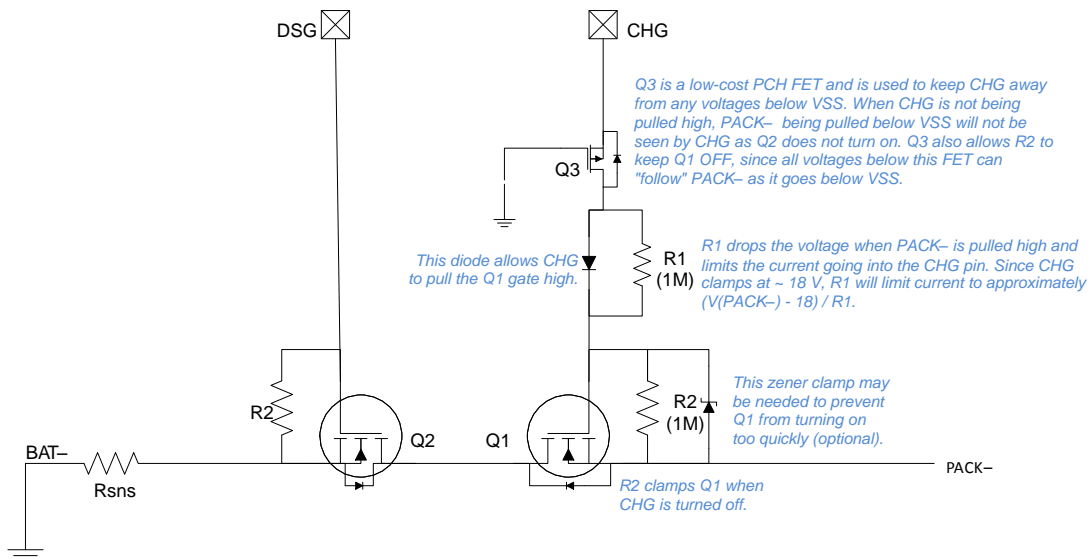 DSG
CHG
Q3 is a low-cost PCH FET and is used to keep CHG away
from any voltages below VSS. When CHG is not being
pulled high, PACK– being pulled below VSS will not be
seen by CHG as Q2 does not turn on. Q3 also allows R2 to
keep Q1 OFF, since all voltages below this FET can
"follow" PACK– as it goes below VSS.
Q3
This diode allows CHG
to pull the Q1 gate high.
R1
(1M)
R1 drops the voltage when PACK– is pulled high and
limits the current going into the CHG pin. Since CHG
clamps at ~ 18 V, R1 will limit current to approximately
(V(PACK–) - 18) / R1.
R2
Q2
Q1
R2
(1M)
This zener clamp may
be needed to prevent
Q1 from turning on
too quickly (optional).
BAT–
Rsns
PACK–
R2 clamps Q1 when
CHG is turned off.